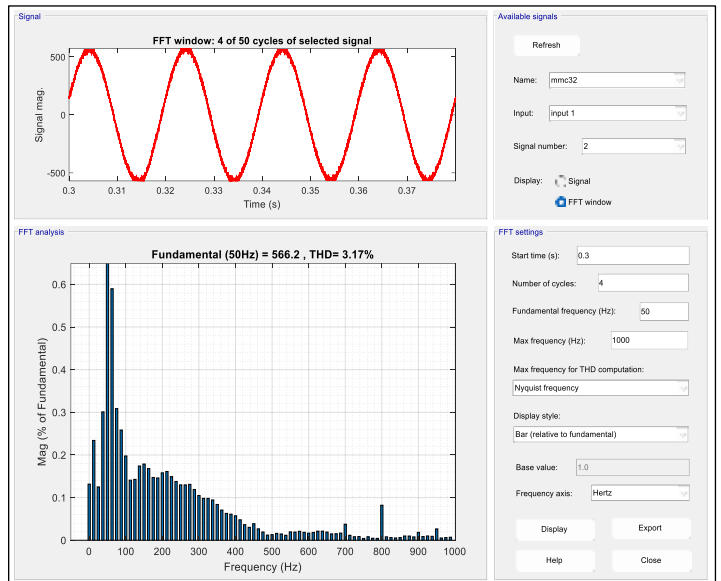 Signal
FFT window: 4 of 50 cycles of selected signal
500
0
-500
Signal mag.
0.3 0.31 0.32 0.33 0.34 0.35 0.36 0.37
Time (s)
Available signals
Refresh
Name: mmc32
Input: input 1
Signal number: 2
Display: Signal
FFT window
FFT analysis
Fundamental (50Hz) = 566.2 , THD= 3.17%
0.6
0.5
0.4
0.3
0.2
0.1
0
Mag (% of Fundamental)
0 100 200 300 400 500 600 700 800 900 1000
Frequency (Hz)
FFT settings
Start time (s): 0.3
Number of cycles: 4
Fundamental frequency (Hz): 50
Max frequency (Hz): 1000
Max frequency for THD computation:
Nyquist frequency
Display style:
Bar (relative to fundamental)
Base value: 1.0
Frequency axis: Hertz
Display Export
Help Close